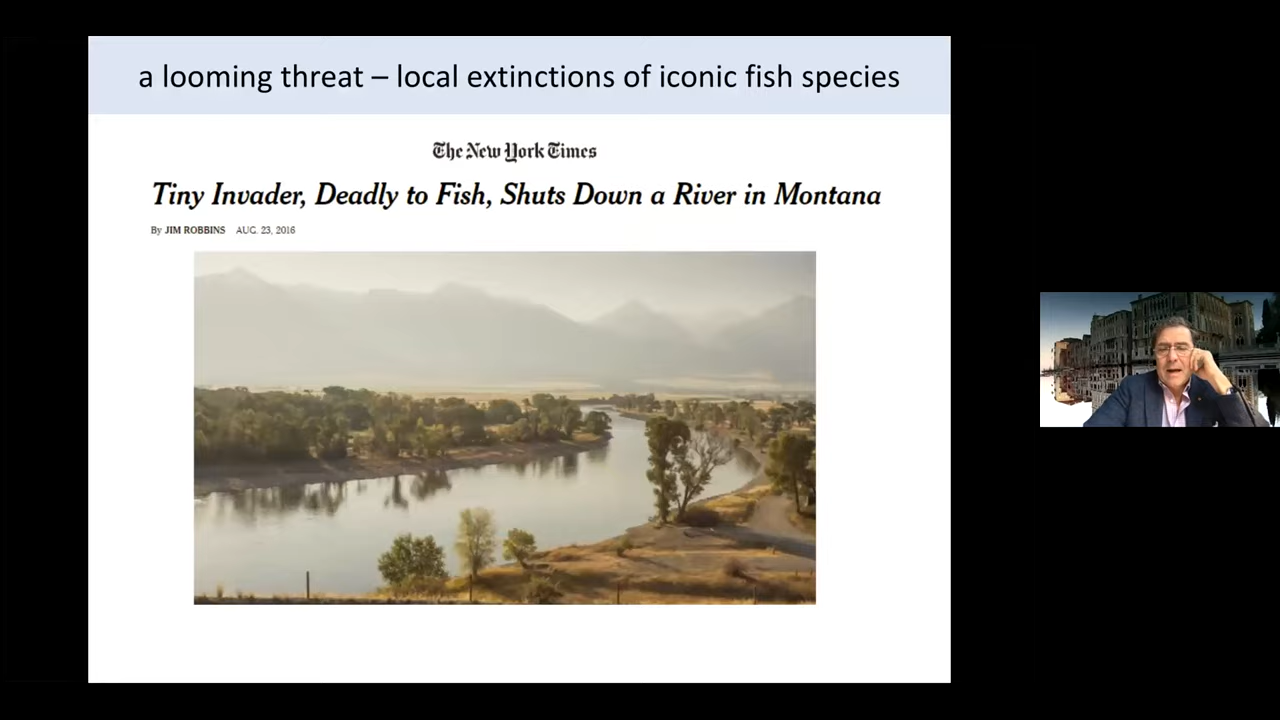 a looming threat – local extinctions of iconic fish species
The New York Times
Tiny Invader, Deadly to Fish, Shuts Down a River in Montana
By JIM ROBBINS AUG. 23, 2016